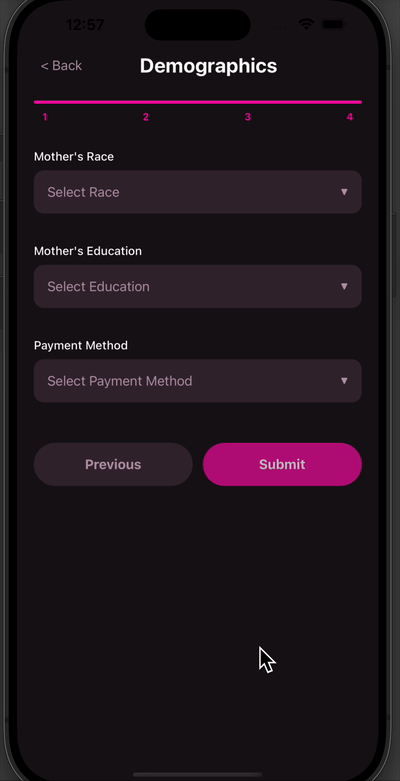 12:57
< Back
Demographics
1 2 3 4
Mother's Race
Select Race
Mother's Education
Select Education
Payment Method
Select Payment Method
Previous
Submit